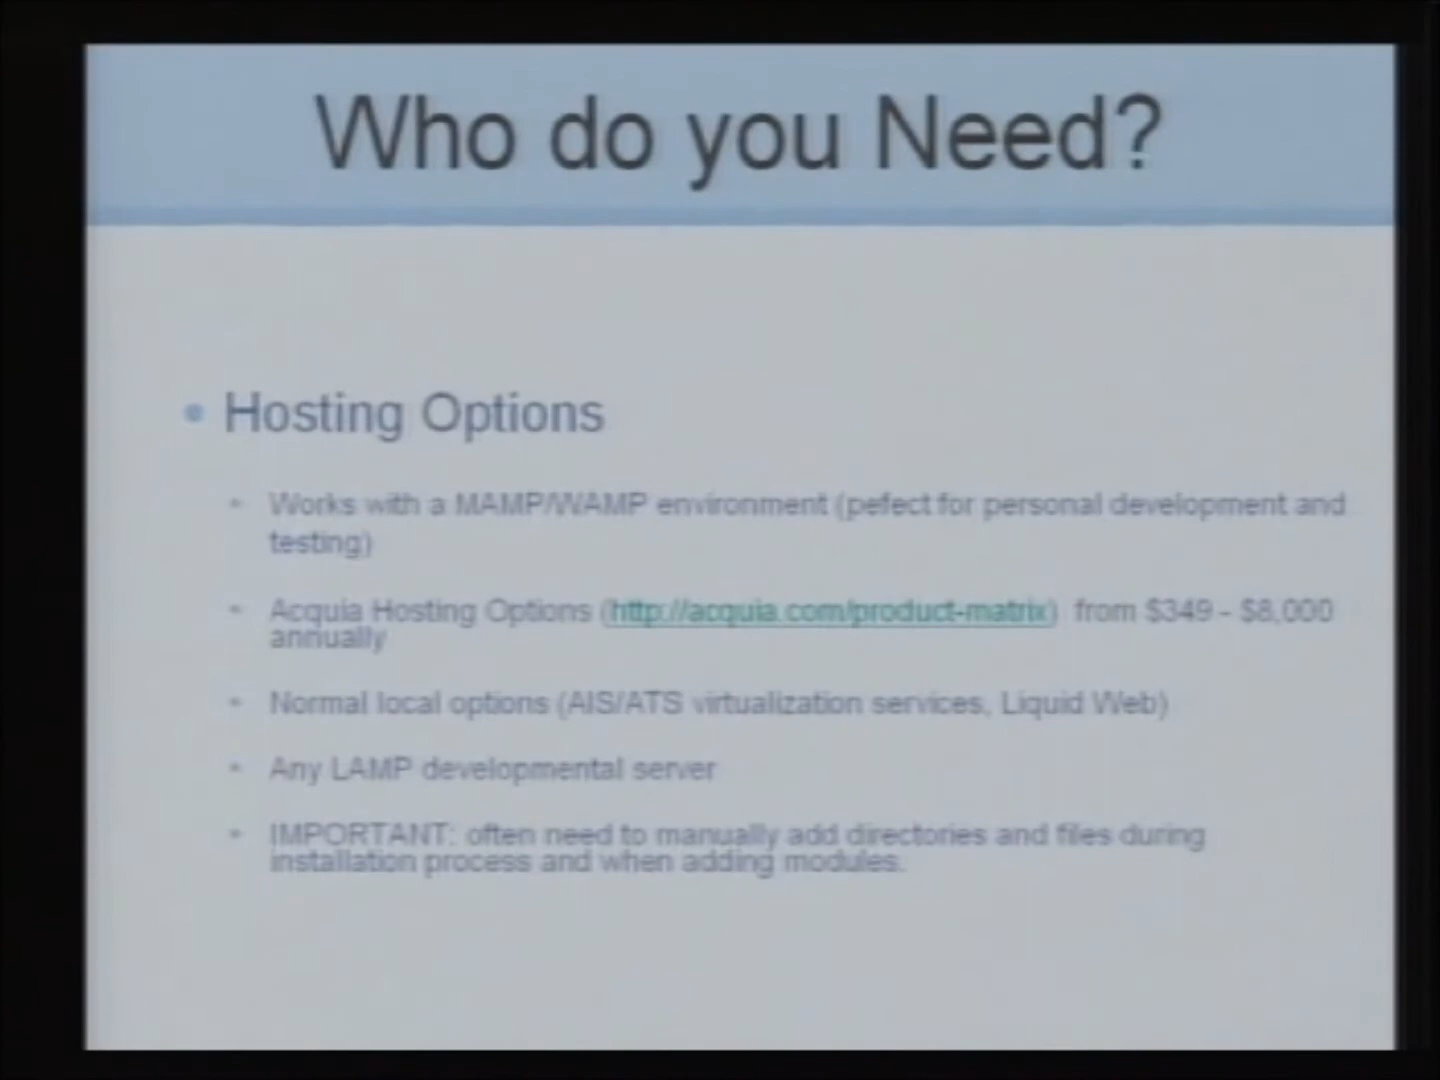 Who do you Need?
• Hosting Options
- Works with a MAMP/WAMP environment (pefect for personal development and
testing)
- Acquia Hosting Options (http://acquia.com/product-matrix) from $349 - $8,000
annually
- Normal local options (AIS/ATS virtualization services, Liquid Web)
- Any LAMP developmental server
- IMPORTANT: often need to manually add directories and files during
installation process and when adding modules.